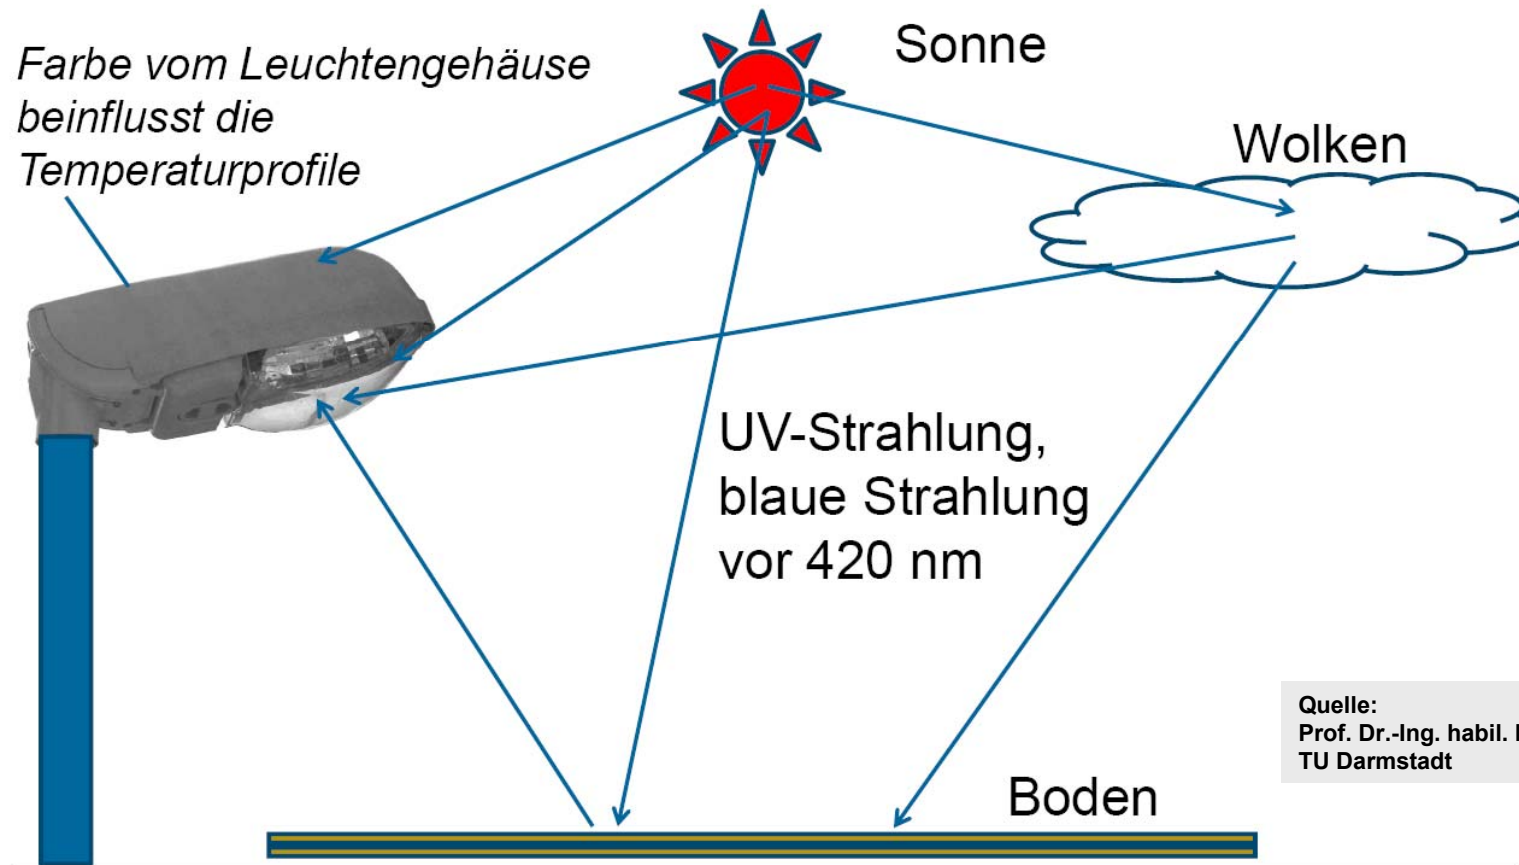 Farbe vom Leuchtengehäuse
beinflusst die
Temperaturprofile
Sonne
Wolken
UV-Strahlung,
blaue Strahlung
vor 420 nm
Boden
Quelle:
Prof. Dr.-Ing. habil.
TU Darmstadt